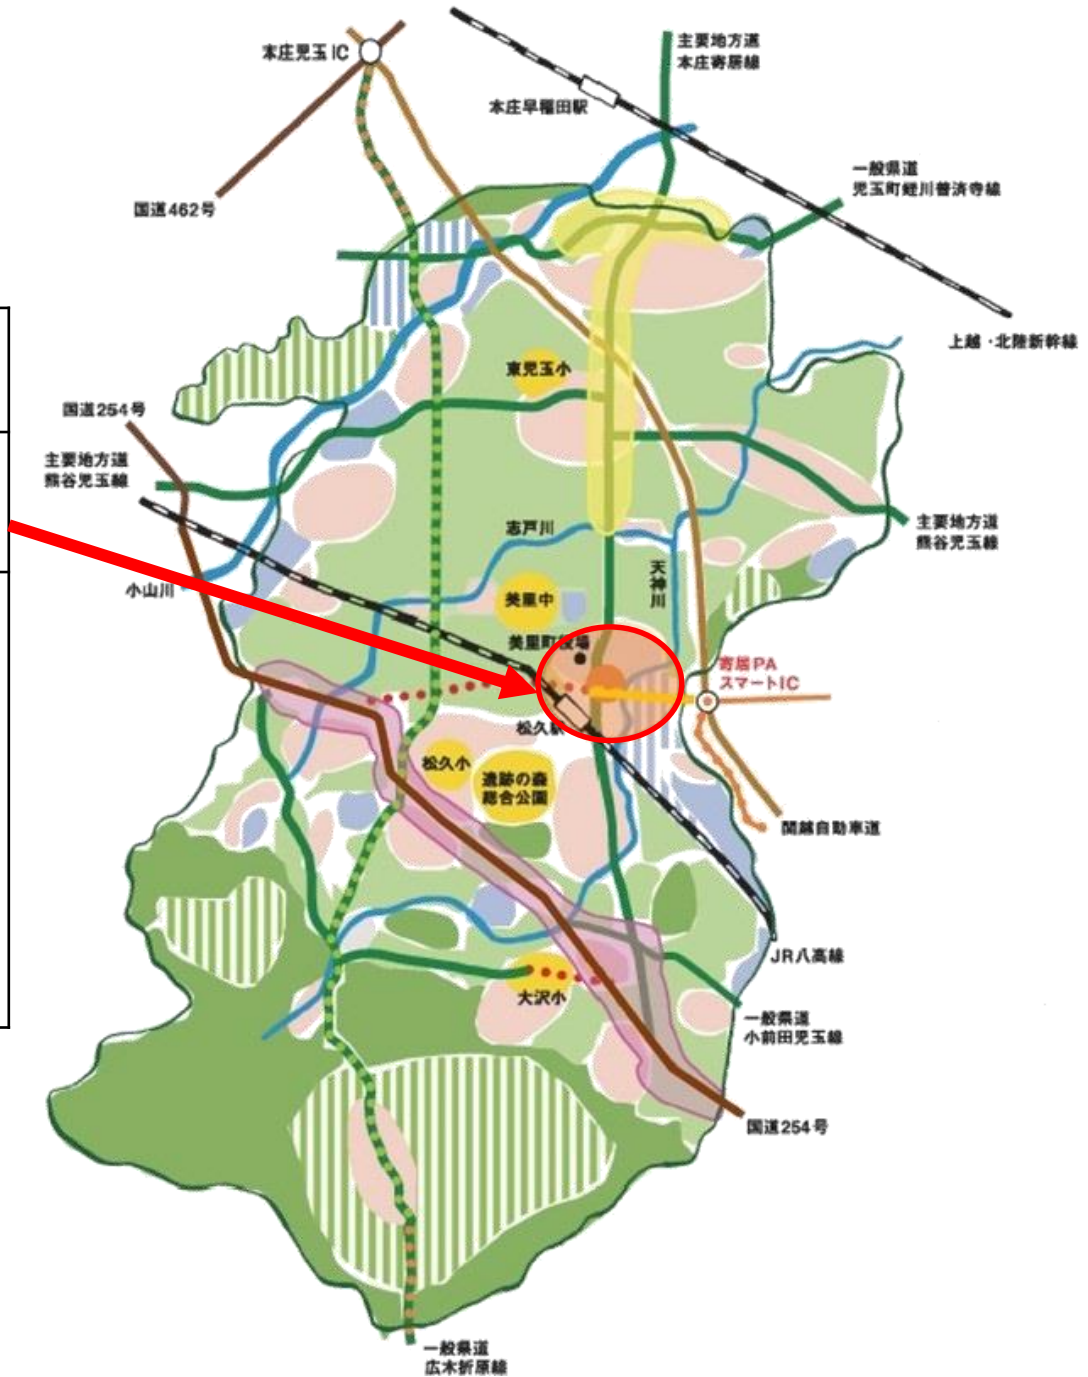 主要地方道
本庄寄居線
本庄児玉IC
本庄早稲田駅
一般県道
児玉町蛭川普済寺線
国道462号
上越・北陸新幹線
東児玉小
国道254号
主要地方道
熊谷児玉線
主要地方道
熊谷児玉線
志戸川
天神川
小山川
美里中
美里町役場
寄居PA
スマートIC
松久駅
松久小
遺跡の森
総合公園
関越自動車道
JR八高線
大沢小
一般県道
小前田児玉線
国道254号
一般県道
広木折原線